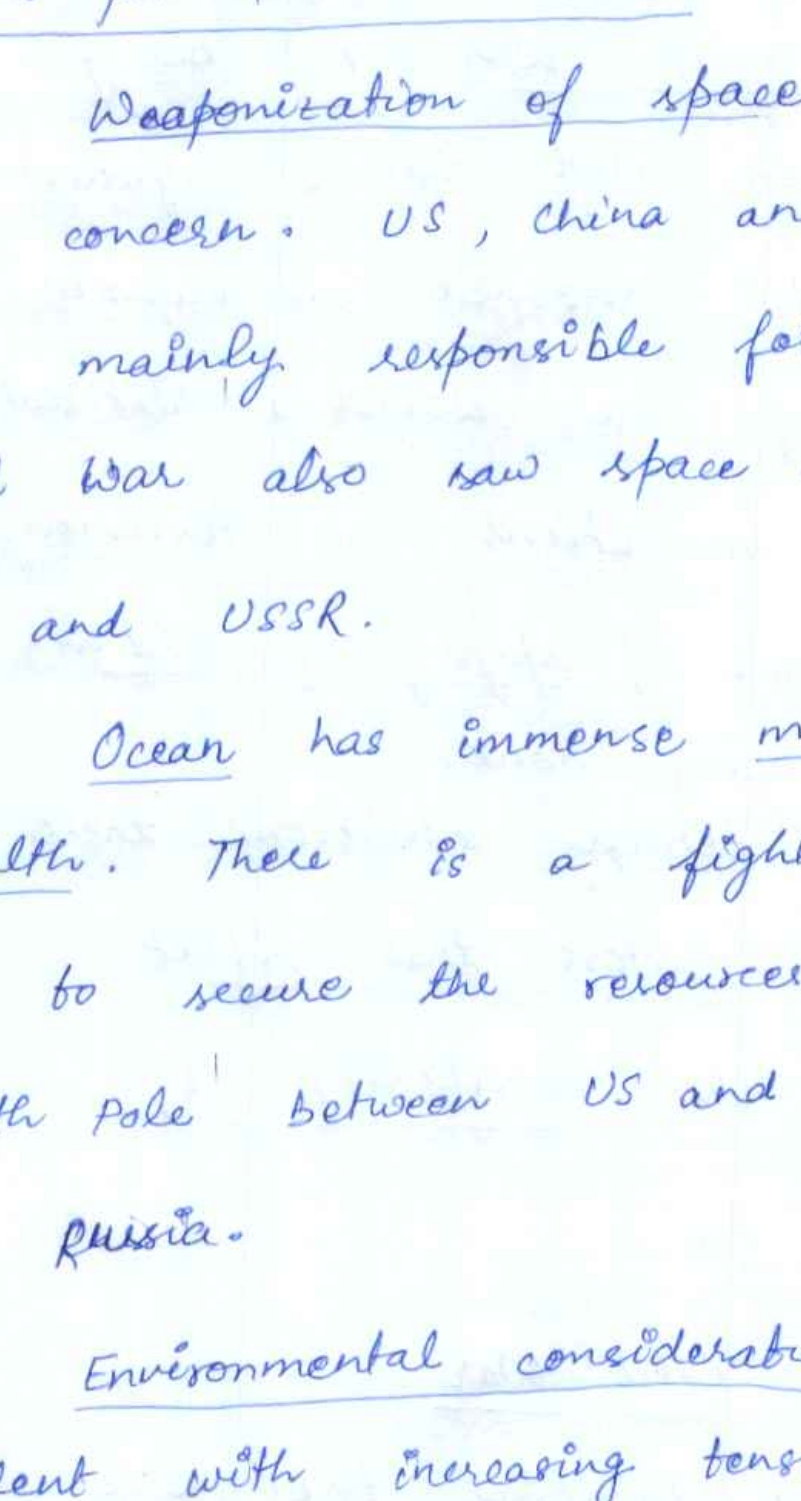 Weaponization of space
concern. US, China an
mainly responsible fo
War also saw space
and USSR.
Ocean has immense m
lth. There is a fight
to secure the resources
th Pole between US and
Russia.
Environmental considerati
lent with increasing tens